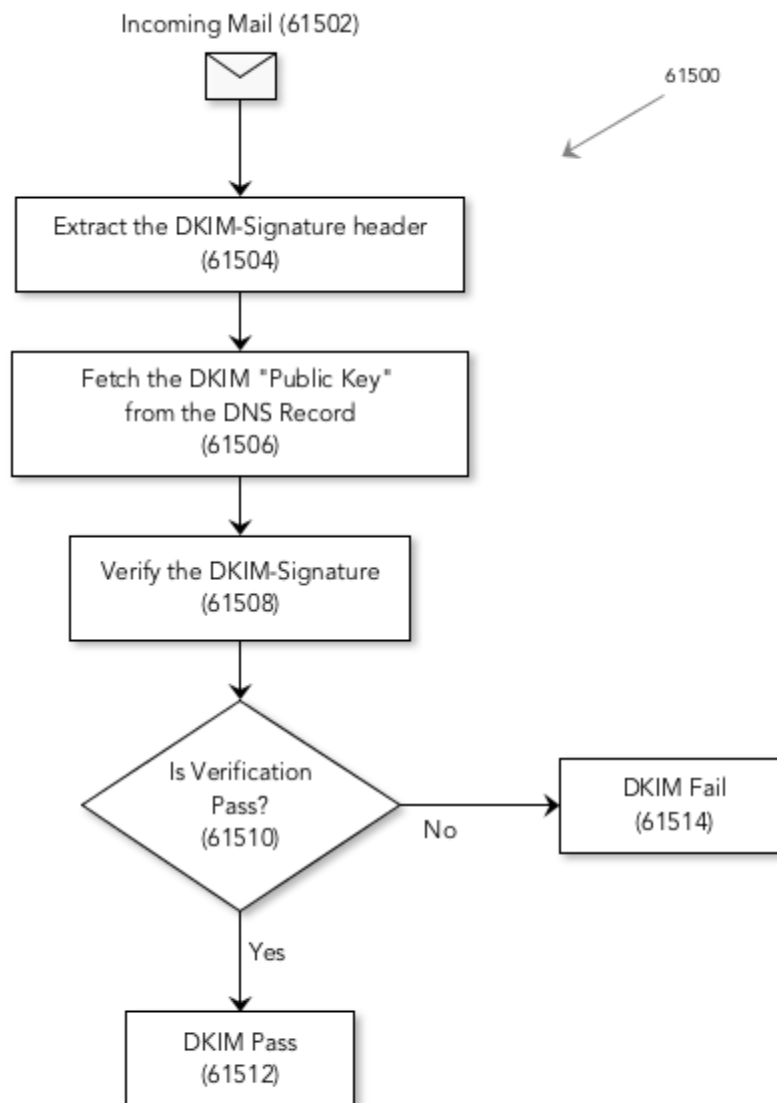 Incoming Mail (61502)
61500
Extract the DKIM-Signature header
(61504)
Fetch the DKIM "Public Key"
from the DNS Record
(61506)
Verify the DKIM-Signature
(61508)
Is Verification
Pass?
(61510)
No
DKIM Fail
(61514)
Yes
DKIM Pass
(61512)